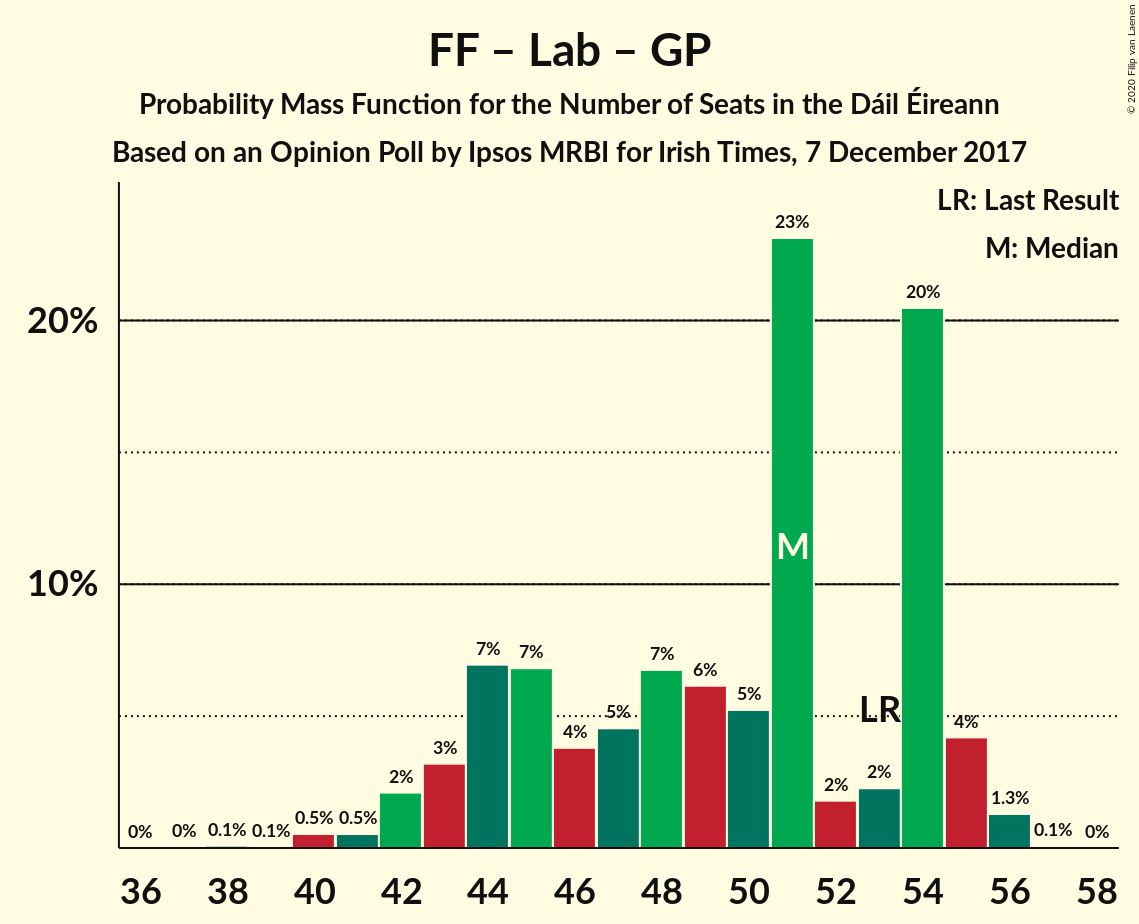 FF – Lab – GP
Probability Mass Function for the Number of Seats in the Dáil Éireann
Based on an Opinion Poll by Ipsos MRBI for Irish Times, 7 December 2017
© 2020 Filip van Laenen
LR: Last Result
M: Median
23%
20%
20%
M
10%
7%
7%
7%
6%
5%
5%
LR
4%
4%
3%
2%
2%
2%
1.3%
0.5%
0.5%
0%
0%
0.1%
0.1%
0.1%
0%
36 38 40 42 44 46 48 50 52 54 56 58